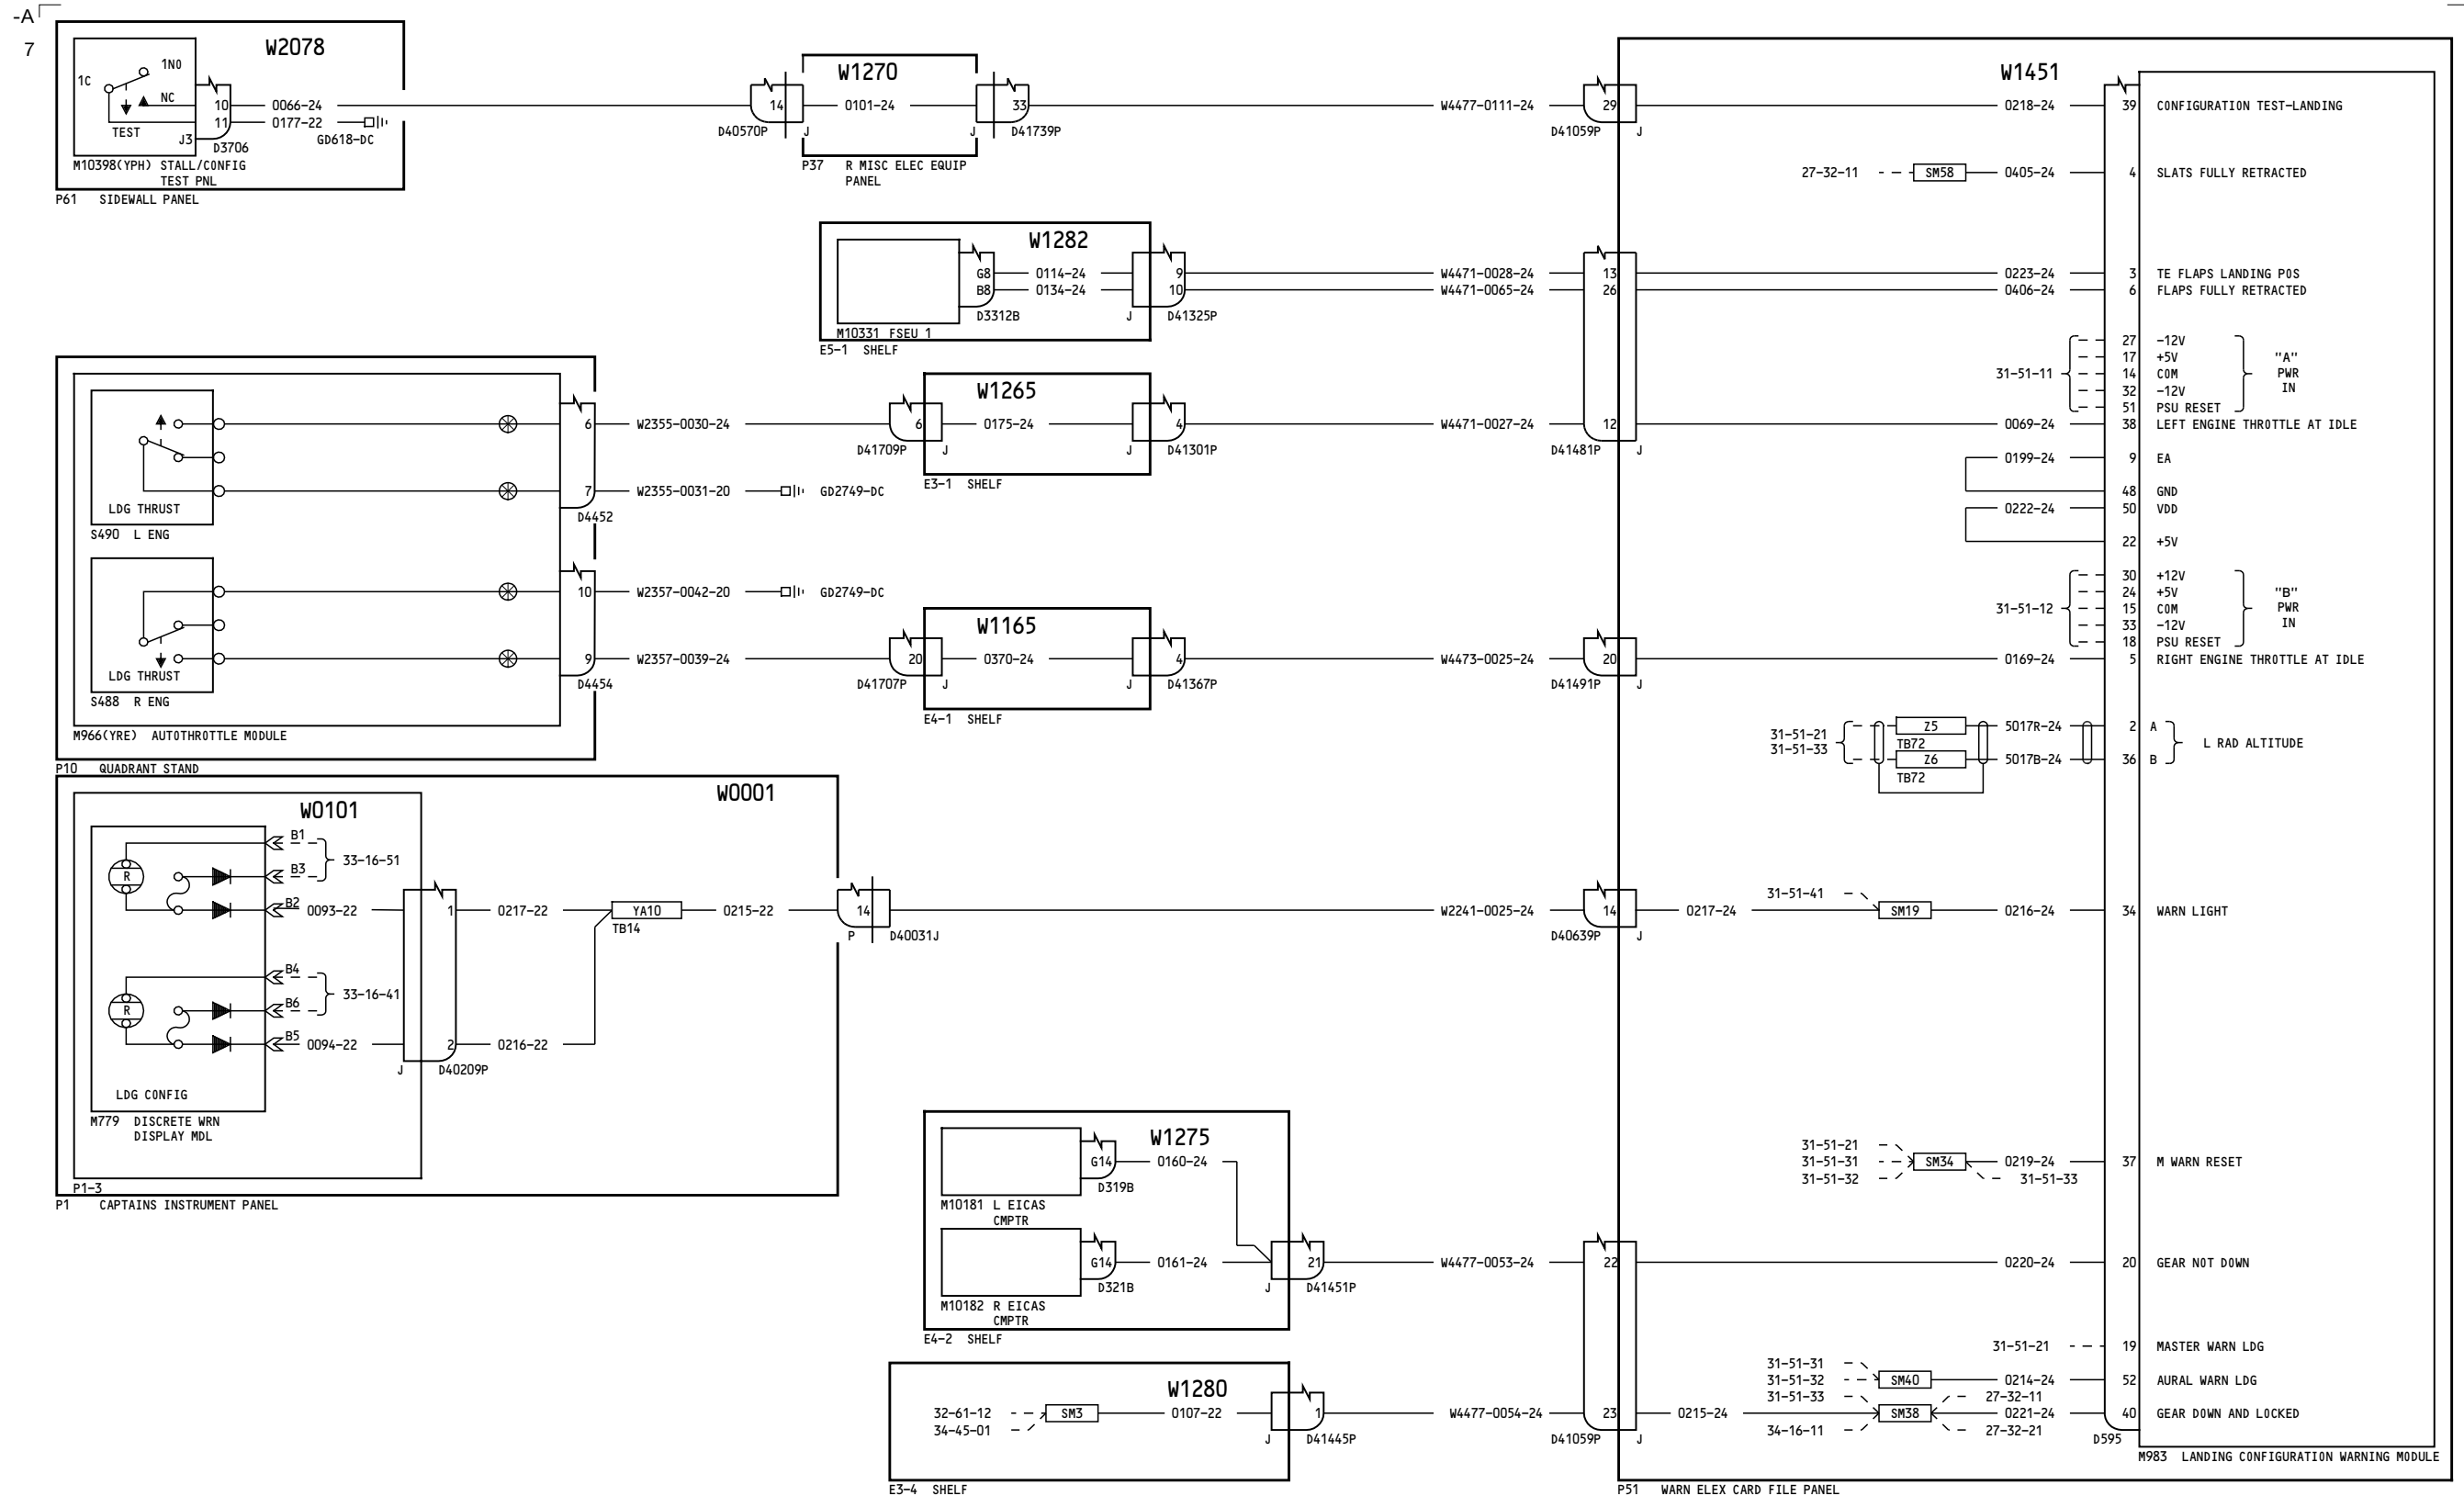 -A
7
W2078
1C
1NO
NC
TEST
J3
10
11
0066-24
0177-22
GD618-DC
D3706
M10398(YPH) STALL/CONFIG
TEST PNL
P61 SIDEWALL PANEL
14
D40570P
J
W1270
0101-24
J
33
D41739P
P37 R MISC ELEC EQUIP
PANEL
W4477-0111-24
29
D41059P
J
W1451
0218-24
39 CONFIGURATION TEST-LANDING
27-32-11
SM58
0405-24
4 SLATS FULLY RETRACTED
W1282
G8
B8
0114-24
0134-24
9
10
D3312B
J
D41325P
M10331 FSEU 1
E5-1 SHELF
W4471-0028-24
W4471-0065-24
13
26
0223-24
0406-24
3 TE FLAPS LANDING POS
6 FLAPS FULLY RETRACTED
31-51-11
27 -12V
17 +5V
14 COM
32 -12V
51 PSU RESET
"A"
PWR
IN
LDG THRUST
S490 L ENG
6
7
D4452
W2355-0030-24
W2355-0031-20
GD2749-DC
6
D41709P
J
W1265
0175-24
J
4
D41301P
E3-1 SHELF
W4471-0027-24
12
D41481P
J
0069-24
38 LEFT ENGINE THROTTLE AT IDLE
0199-24
9 EA
48 GND
0222-24
50 VDD
22 +5V
LDG THRUST
S488 R ENG
10
9
D4454
W2357-0042-20
GD2749-DC
W2357-0039-24
M966(YRE) AUTOTHROTTLE MODULE
P10 QUADRANT STAND
20
D41707P
J
W1165
0370-24
J
4
D41367P
E4-1 SHELF
W4473-0025-24
20
D41491P
J
31-51-12
30 +12V
24 +5V
15 COM
33 -12V
18 PSU RESET
"B"
PWR
IN
0169-24
5 RIGHT ENGINE THROTTLE AT IDLE
31-51-21
31-51-33
Z5
TB72
Z6
TB72
5017R-24
5017B-24
2 A
36 B
L RAD ALTITUDE
W0001
W0101
R
B1
B3
33-16-51
B2
0093-22
R
B4
B6
33-16-41
B5
0094-22
LDG CONFIG
M779 DISCRETE WRN
DISPLAY MDL
P1-3
P1 CAPTAINS INSTRUMENT PANEL
1
2
J
D40209P
0217-22
0216-22
YA10
TB14
0215-22
14
P
D40031J
W2241-0025-24
14
D40639P
J
0217-24
31-51-41
SM19
0216-24
34 WARN LIGHT
W1275
G14
0160-24
D319B
M10181 L EICAS
CMPTR
G14
0161-24
D321B
M10182 R EICAS
CMPTR
E4-2 SHELF
21
J
D41451P
W4477-0053-24
22
31-51-21
31-51-31
31-51-32
SM34
0219-24
31-51-33
37 M WARN RESET
0220-24
20 GEAR NOT DOWN
31-51-21
19 MASTER WARN LDG
W1280
32-61-12
34-45-01
SM3
0107-22
1
J
D41445P
E3-4 SHELF
W4477-0054-24
23
D41059P
J
0215-24
31-51-31
31-51-32
31-51-33
34-16-11
SM40
SM38
0214-24
27-32-11
0221-24
27-32-21
52 AURAL WARN LDG
40 GEAR DOWN AND LOCKED
D595
M983 LANDING CONFIGURATION WARNING MODULE
P51 WARN ELEX CARD FILE PANEL